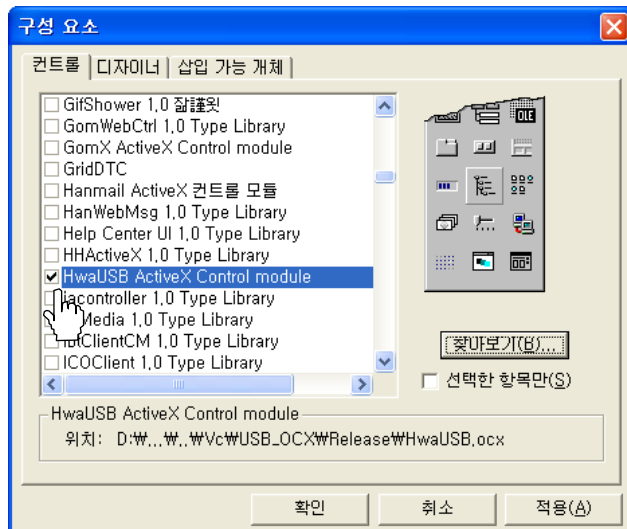 구성 요소
컨트롤 디자이너 삽입 가능 개체
GifShower 1.0 잚謹욋
GomWebCtrl 1.0 Type Library
GomX ActiveX Control module
GridDTC
Hanmail ActiveX 컨트롤 모듈
HanWebMsg 1.0 Type Library
Help Center UI 1.0 Type Library
HHActiveX 1.0 Type Library
HwaUSB ActiveX Control module
iacontroller 1.0 Type Library
Media 1.0 Type Library
ClientCM 1.0 Type Library
ICOClient 1.0 Type Library
OLE
찾아보기(B)...
선택한 항목만(S)
HwaUSB ActiveX Control module
위치: D:₩...₩..₩Vc₩USB_OCX₩Release₩HwaUSB.ocx
확인 취소 적용(A)